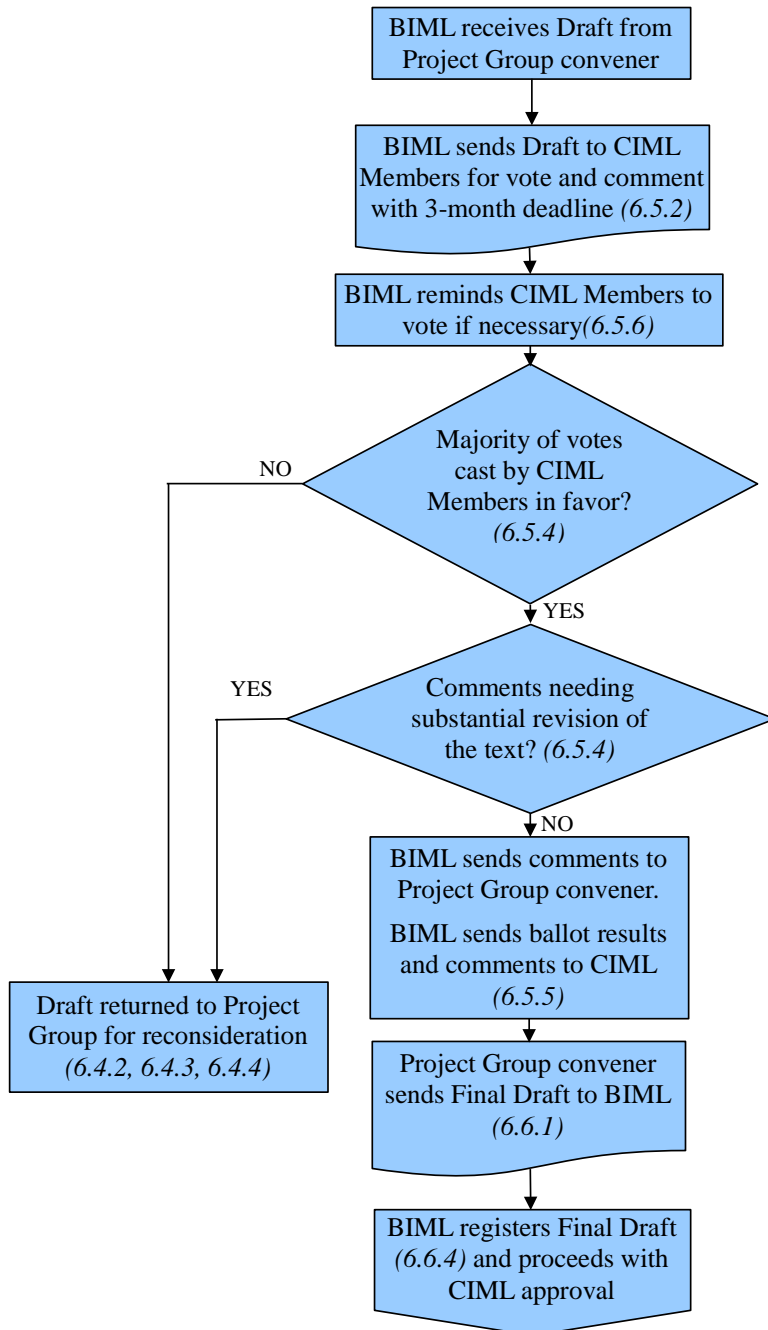 BIML receives Draft from
Project Group convener
BIML sends Draft to CIML
Members for vote and comment
with 3-month deadline (6.5.2)
BIML reminds CIML Members to
vote if necessary(6.5.6)
Majority of votes
cast by CIML
Members in favor?
(6.5.4)
NO
YES
Comments needing
substantial revision of
the text? (6.5.4)
YES
NO
BIML sends comments to
Project Group convener.
BIML sends ballot results
and comments to CIML
(6.5.5)
Draft returned to Project
Group for reconsideration
(6.4.2, 6.4.3, 6.4.4)
Project Group convener
sends Final Draft to BIML
(6.6.1)
BIML registers Final Draft
(6.6.4) and proceeds with
CIML approval